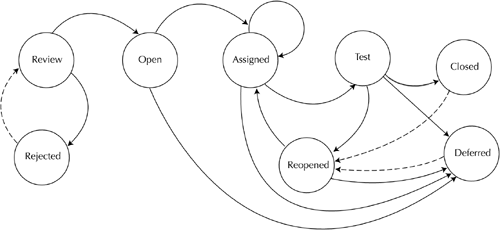 Review
Open
Assigned
Test
Closed
Rejected
Reopened
Deferred